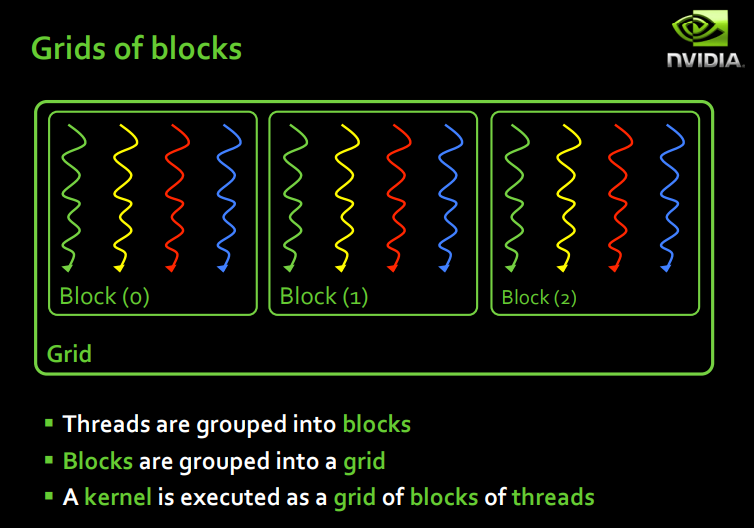 Grids of blocks
NVIDIA.
Block (0)
Block (1)
Block (2)
Grid
▪ Threads are grouped into blocks
▪ Blocks are grouped into a grid
▪ A kernel is executed as a grid of blocks of threads